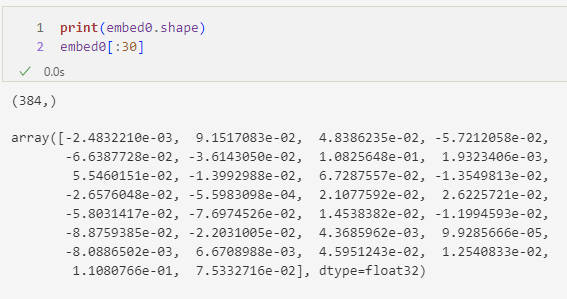 1 print(embed0.shape)
2 embed0[:30]
✓ 0.0s
(384,)
array([-2.4832210e-03, 9.1517083e-02, 4.8386235e-02, -5.7212058e-02,
-6.6387728e-02, -3.6143050e-02, 1.0825648e-01, 1.9323406e-03,
5.5460151e-02, -1.3992988e-02, 6.7287557e-02, -1.3549813e-02,
-2.6576048e-02, -5.5983098e-04, 2.1077592e-02, 2.6225721e-02,
-5.8031417e-02, -7.6974526e-02, 1.4538382e-02, -1.1994593e-02,
-8.8759385e-02, -2.2031005e-02, 4.3685962e-03, 9.9285666e-05,
-8.0886502e-03, 6.6708988e-03, 4.5951243e-02, 1.2540833e-02,
1.1080766e-01, 7.5332716e-02], dtype=float32)